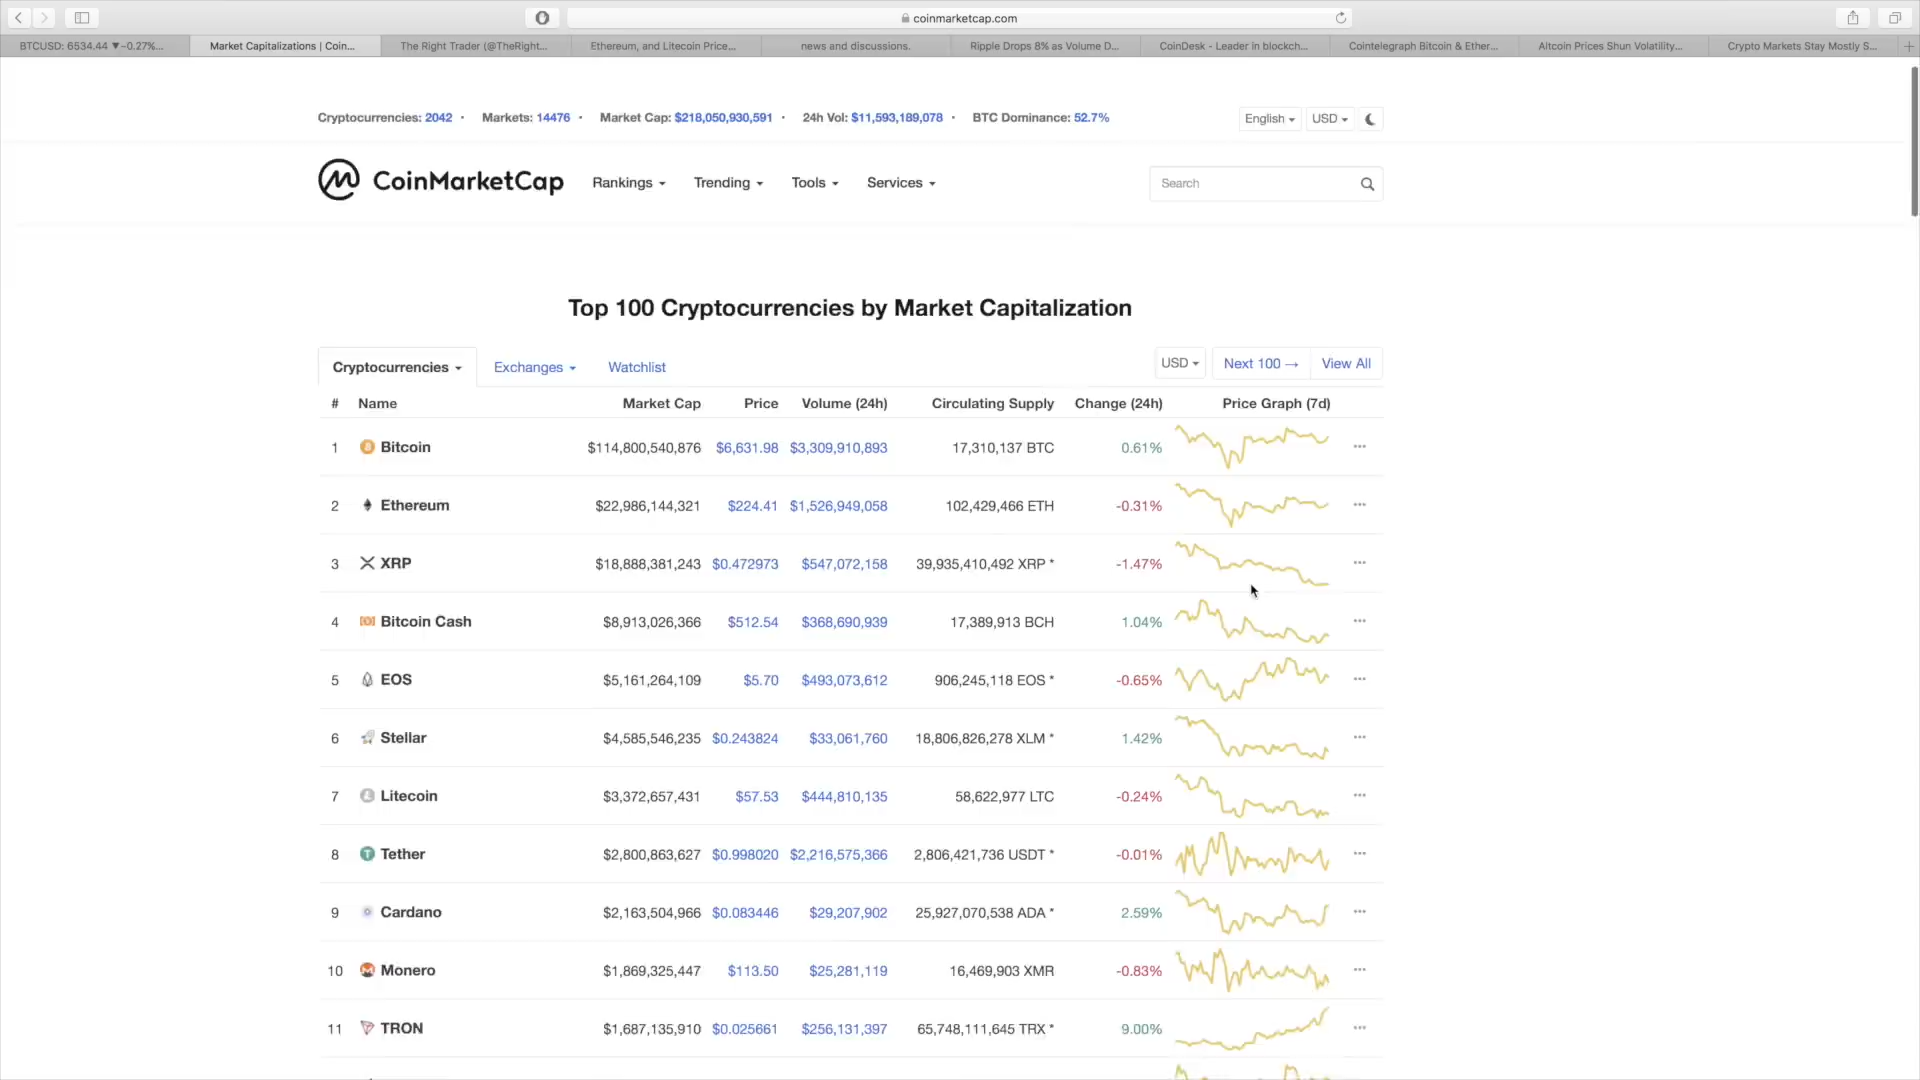 coinmarketcap.com
BTCUSD: 6534.44 ▼−0.27%...
Market Capitalizations | Coin...
The Right Trader (@TheRight...
Ethereum, and Litecoin Price...
news and discussions.
Ripple Drops 8% as Volume D...
CoinDesk - Leader in blockch...
Cointelegraph Bitcoin & Ether...
Altcoin Prices Shun Volatility...
Crypto Markets Stay Mostly S...
Cryptocurrencies: 2042 • Markets: 14476 • Market Cap: $218,050,930,591 • 24h Vol: $11,593,189,078 • BTC Dominance: 52.7%
English USD
CoinMarketCap Rankings Trending Tools Services Search
Top 100 Cryptocurrencies by Market Capitalization
Cryptocurrencies Exchanges Watchlist USD Next 100 → View All
# Name Market Cap Price Volume (24h) Circulating Supply Change (24h) Price Graph (7d)
1 Bitcoin $114,800,540,876 $6,631.98 $3,309,910,893 17,310,137 BTC 0.61%
2 Ethereum $22,986,144,321 $224.41 $1,526,949,058 102,429,466 ETH -0.31%
3 XRP $18,888,381,243 $0.472973 $547,072,158 39,935,410,492 XRP * -1.47%
4 Bitcoin Cash $8,913,026,366 $512.54 $368,690,939 17,389,913 BCH 1.04%
5 EOS $5,161,264,109 $5.70 $493,073,612 906,245,118 EOS * -0.65%
6 Stellar $4,585,546,235 $0.243824 $33,061,760 18,806,826,278 XLM * 1.42%
7 Litecoin $3,372,657,431 $57.53 $444,810,135 58,622,977 LTC -0.24%
8 Tether $2,800,863,627 $0.998020 $2,216,575,366 2,806,421,736 USDT * -0.01%
9 Cardano $2,163,504,966 $0.083446 $29,207,902 25,927,070,538 ADA * 2.59%
10 Monero $1,869,325,447 $113.50 $25,281,119 16,469,903 XMR -0.83%
11 TRON $1,687,135,910 $0.025661 $256,131,397 65,748,111,645 TRX * 9.00%